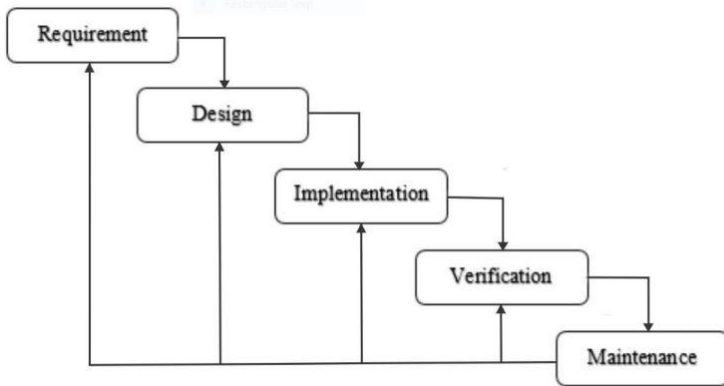 Requirement
Design
Implementation
Verification
Maintenance